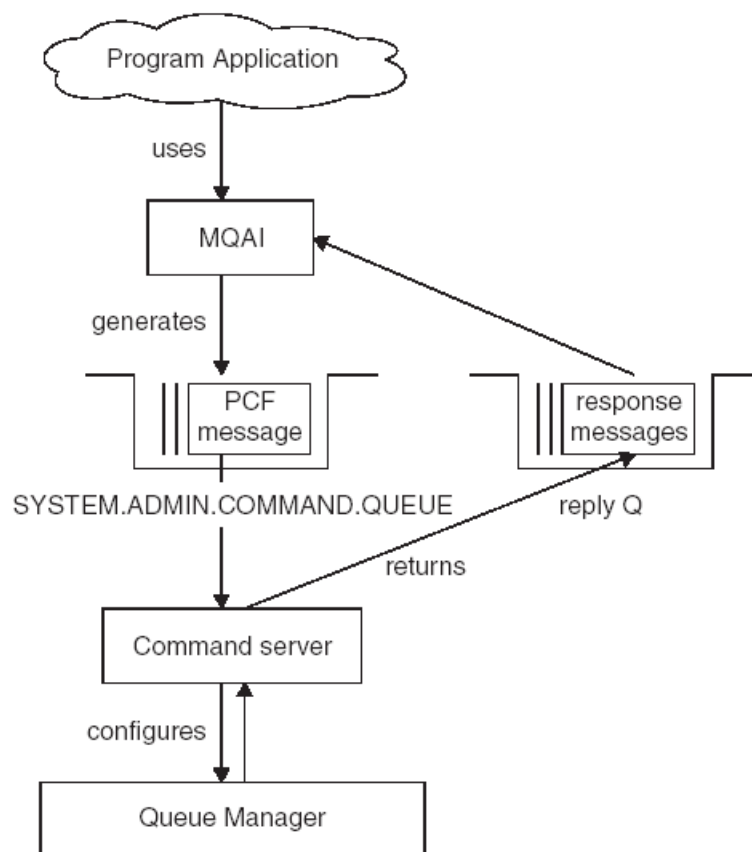 Program Application
uses
MQAI
generates
PCF
message
response
messages
SYSTEM.ADMIN.COMMAND.QUEUE
reply Q
returns
Command server
configures
Queue Manager